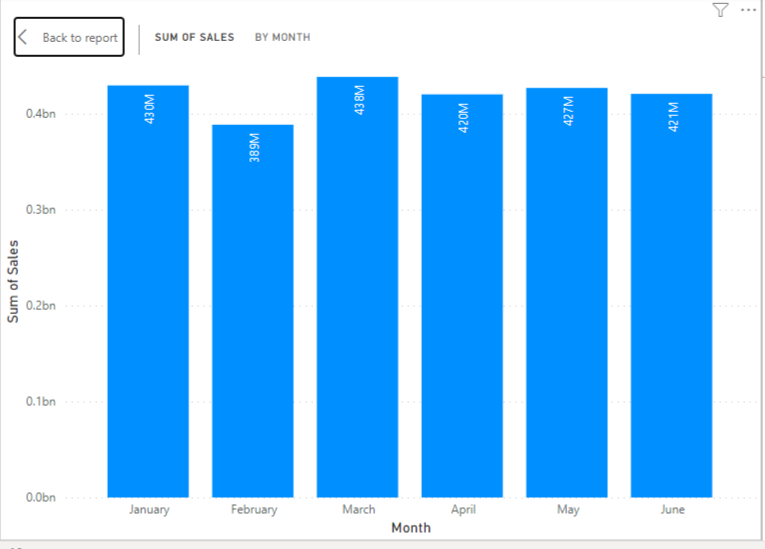 Back to report
SUM OF SALES
BY MONTH
Sum of Sales
0.4bn
0.3bn
0.2bn
0.1bn
0.0bn
430M
389M
438M
420M
427M
421M
January
February
March
April
May
June
Month